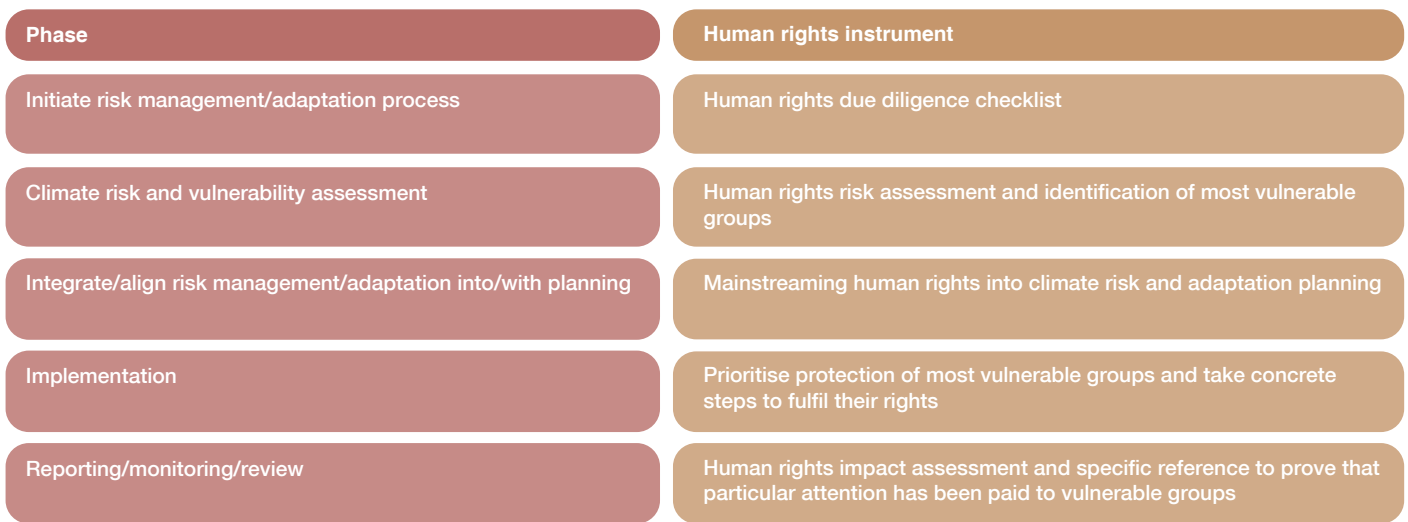 Phase
Human rights instrument
Initiate risk management/adaptation process
Human rights due diligence checklist
Climate risk and vulnerability assessment
Human rights risk assessment and identification of most vulnerable
groups
Integrate/align risk management/adaptation into/with planning
Mainstreaming human rights into climate risk and adaptation planning
Implementation
Prioritise protection of most vulnerable groups and take concrete
steps to fulfil their rights
Reporting/monitoring/review
Human rights impact assessment and specific reference to prove that
particular attention has been paid to vulnerable groups